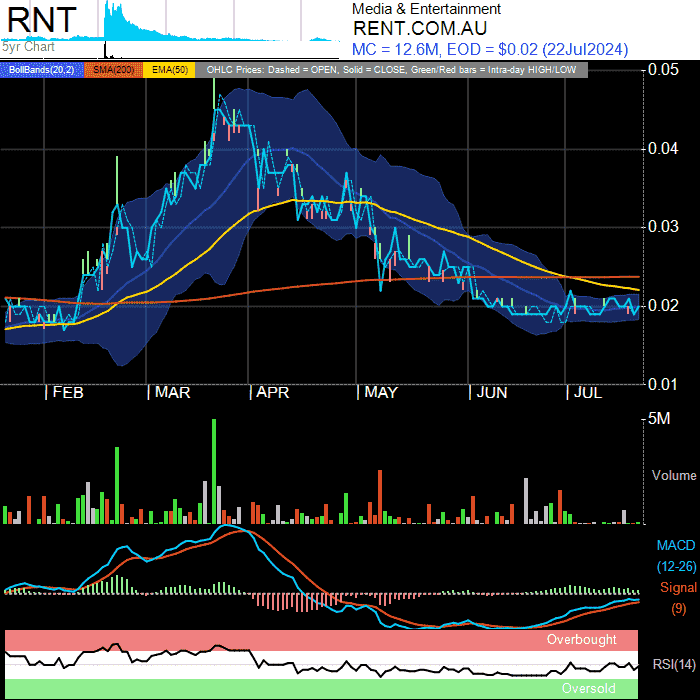 RNT
5yr Chart
Media & Entertainment
RENT.COM.AU
MC = 12.6M, EOD = $0.02 (22Jul2024)
BollBands(20,2) SMA(200) EMA(50) OHLC Prices: Dashed = OPEN, Solid = CLOSE, Green/Red bars = Intra-day HIGH/LOW
0.05
0.04
0.03
0.02
0.01
| FEB | MAR | APR | MAY | JUN | JUL
5M
Volume
MACD
(12-26)
Signal
(9)
Overbought
RSI(14)
Oversold